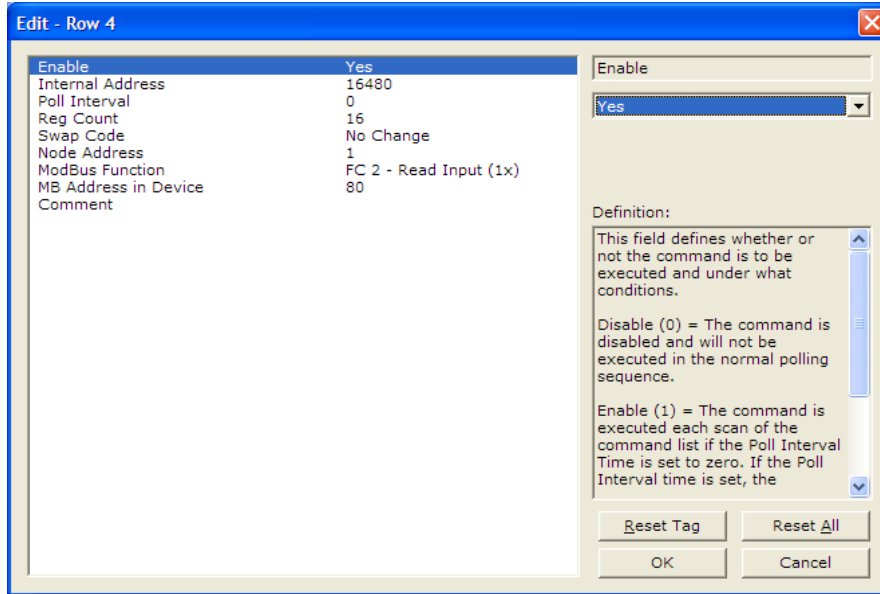 Edit - Row 4
Enable Yes
Internal Address 16480
Poll Interval 0
Reg Count 16
Swap Code No Change
Node Address 1
ModBus Function FC 2 - Read Input (1x)
MB Address in Device 80
Comment
Enable
Yes
Definition:
This field defines whether or
not the command is to be
executed and under what
conditions.
Disable (0) = The command is
disabled and will not be
executed in the normal polling
sequence.
Enable (1) = The command is
executed each scan of the
command list if the Poll Interval
Time is set to zero. If the Poll
Interval time is set, the
Reset Tag Reset All
OK Cancel